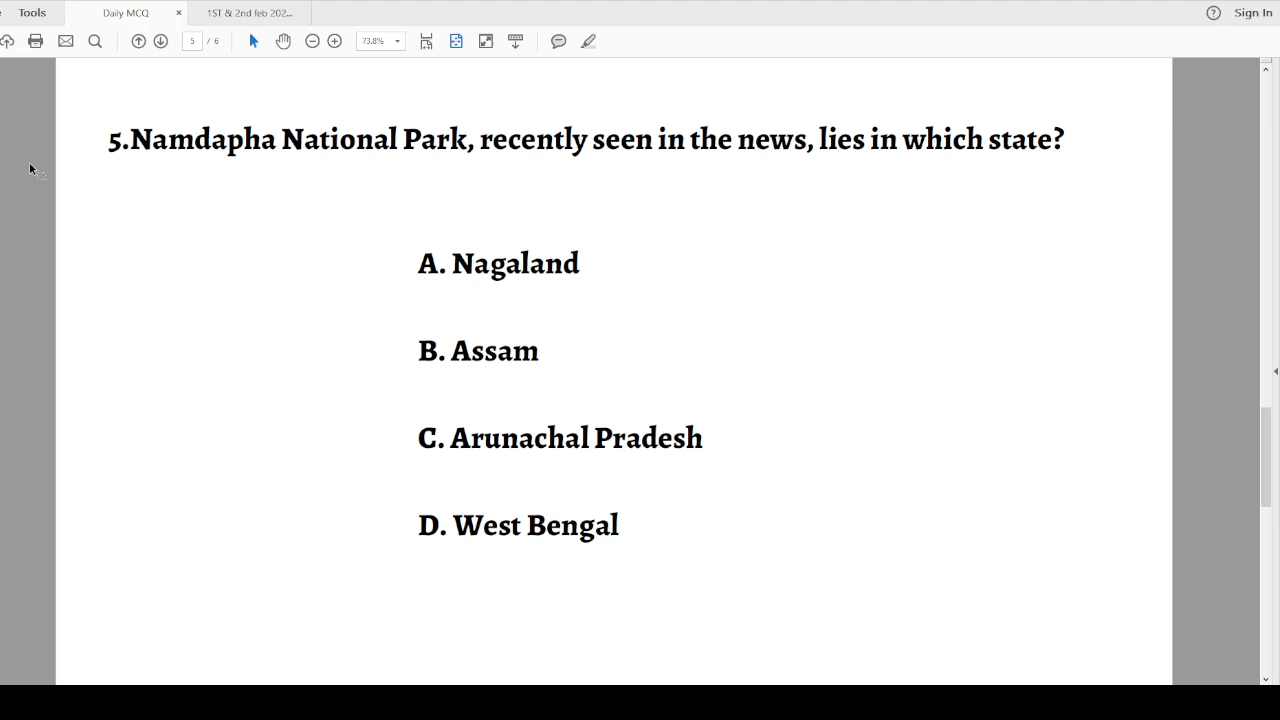 Tools
Daily MCQ ×
1ST & 2nd feb 202...
Sign In
5 / 6
73.8%
5.Namdapha National Park, recently seen in the news, lies in which state?
A. Nagaland
B. Assam
C. Arunachal Pradesh
D. West Bengal